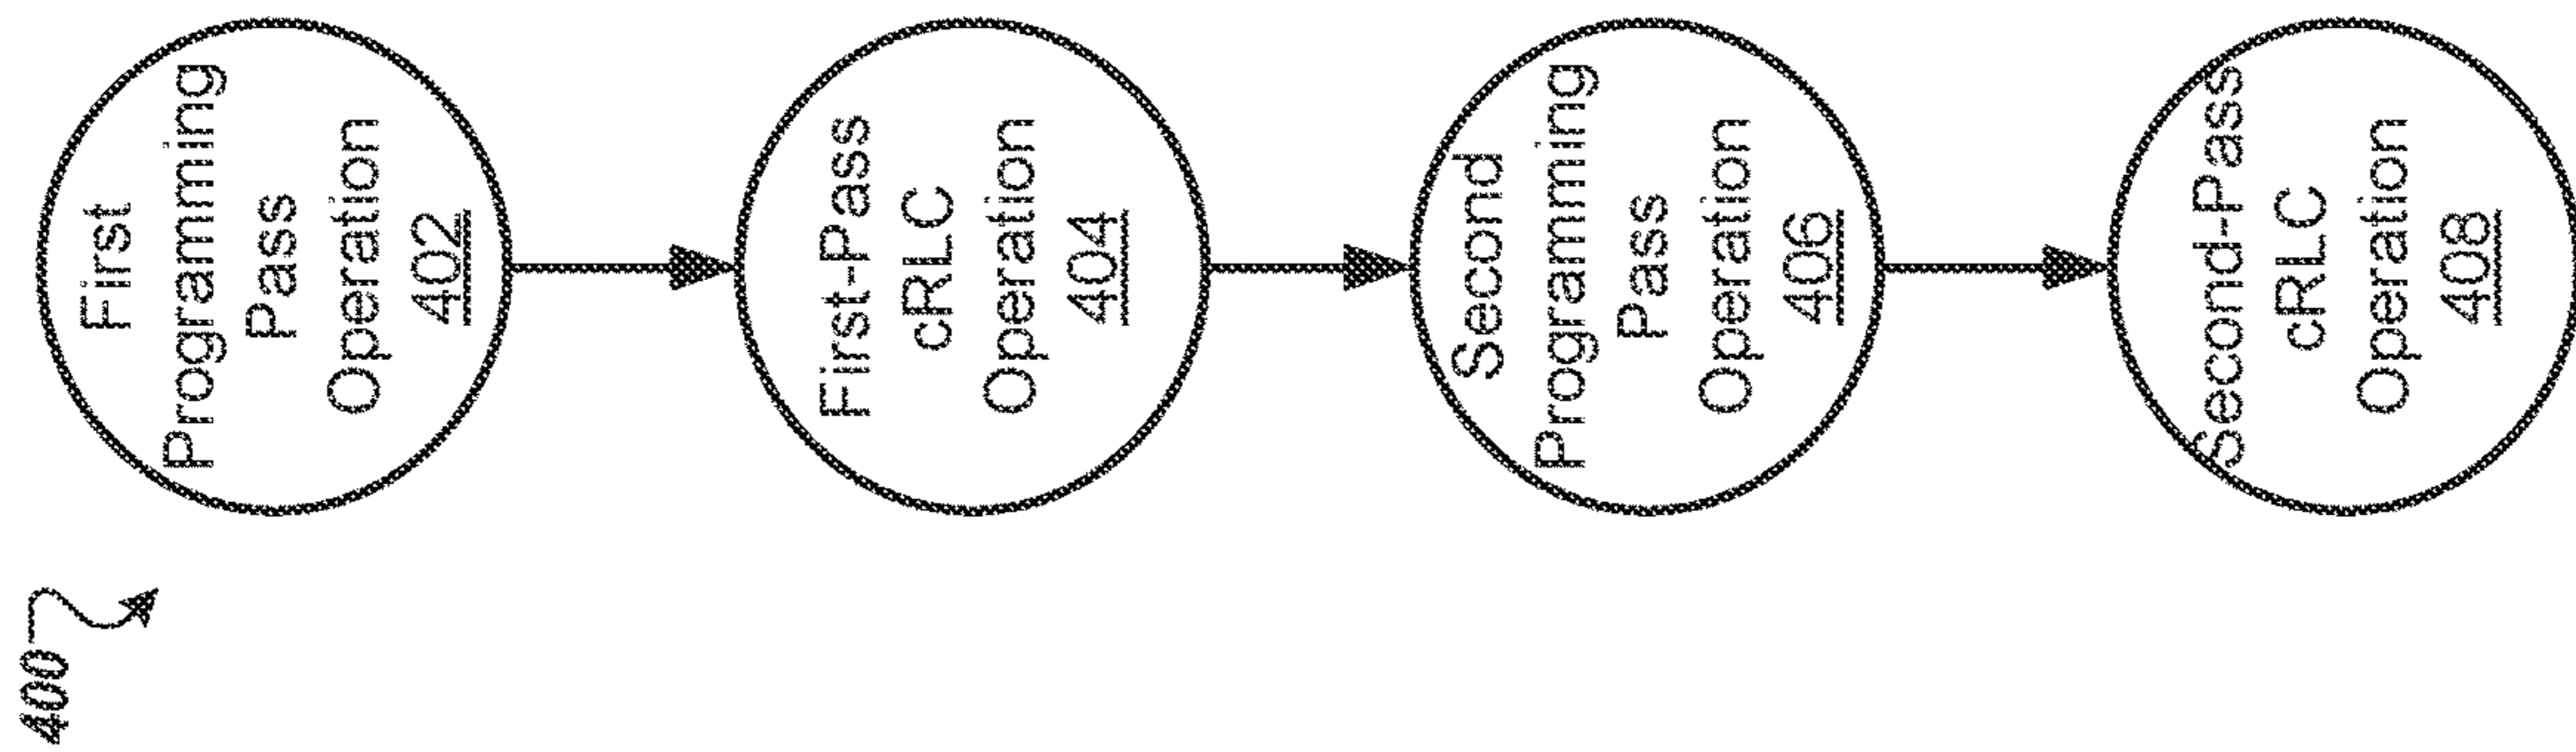 400
First
Programming
Pass
Operation
402
First-Pass
cRLC
Operation
404
Second
Programming
Pass
Operation
406
Second-Pass
cRLC
Operation
408